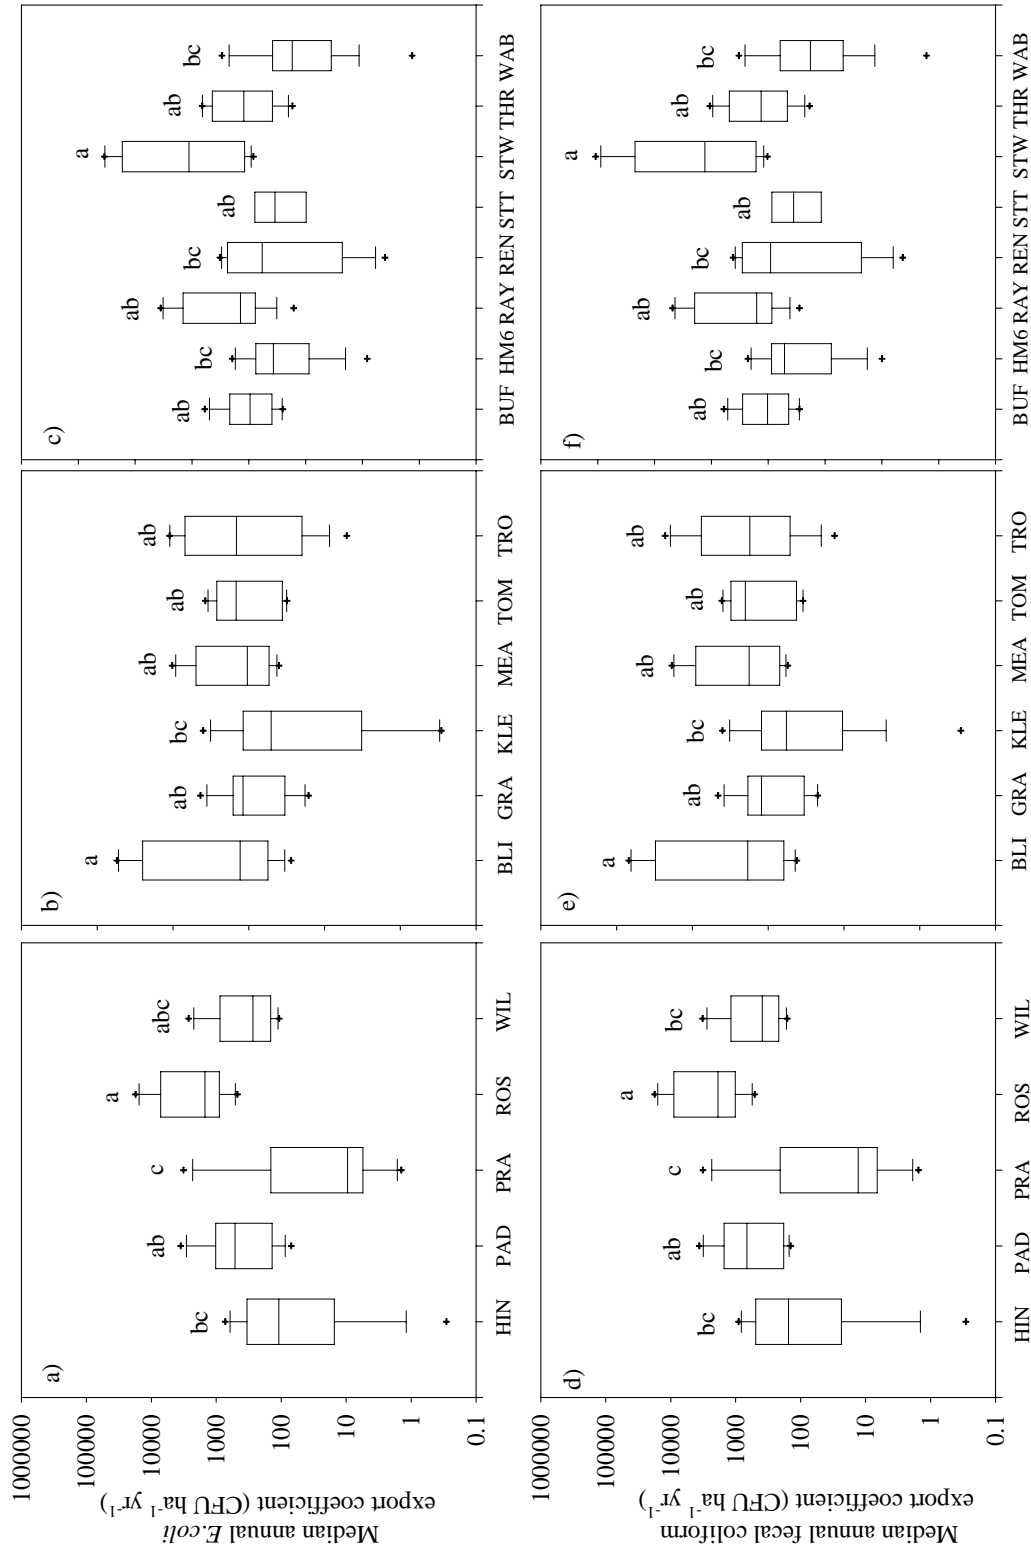 Median annual E.coli
export coefficient (CFU ha-1 yr-1)
1000000
100000
10000
1000
100
10
1
0.1
a)
bc
ab
c
a
abc
HIN PAD PRA ROS WIL
b)
a
ab
bc
ab
ab
ab
BLI GRA KLE MEA TOM TRO
c)
ab
bc
ab
bc
ab
a
ab
bc
BUF HM6 RAY REN STT STW THR WAB
Median annual fecal coliform
export coefficient (CFU ha-1 yr-1)
1000000
100000
10000
1000
100
10
1
0.1
d)
bc
ab
c
a
bc
HIN PAD PRA ROS WIL
e)
a
ab
bc
ab
ab
ab
BLI GRA KLE MEA TOM TRO
f)
ab
bc
ab
bc
ab
a
ab
bc
BUF HM6 RAY REN STT STW THR WAB